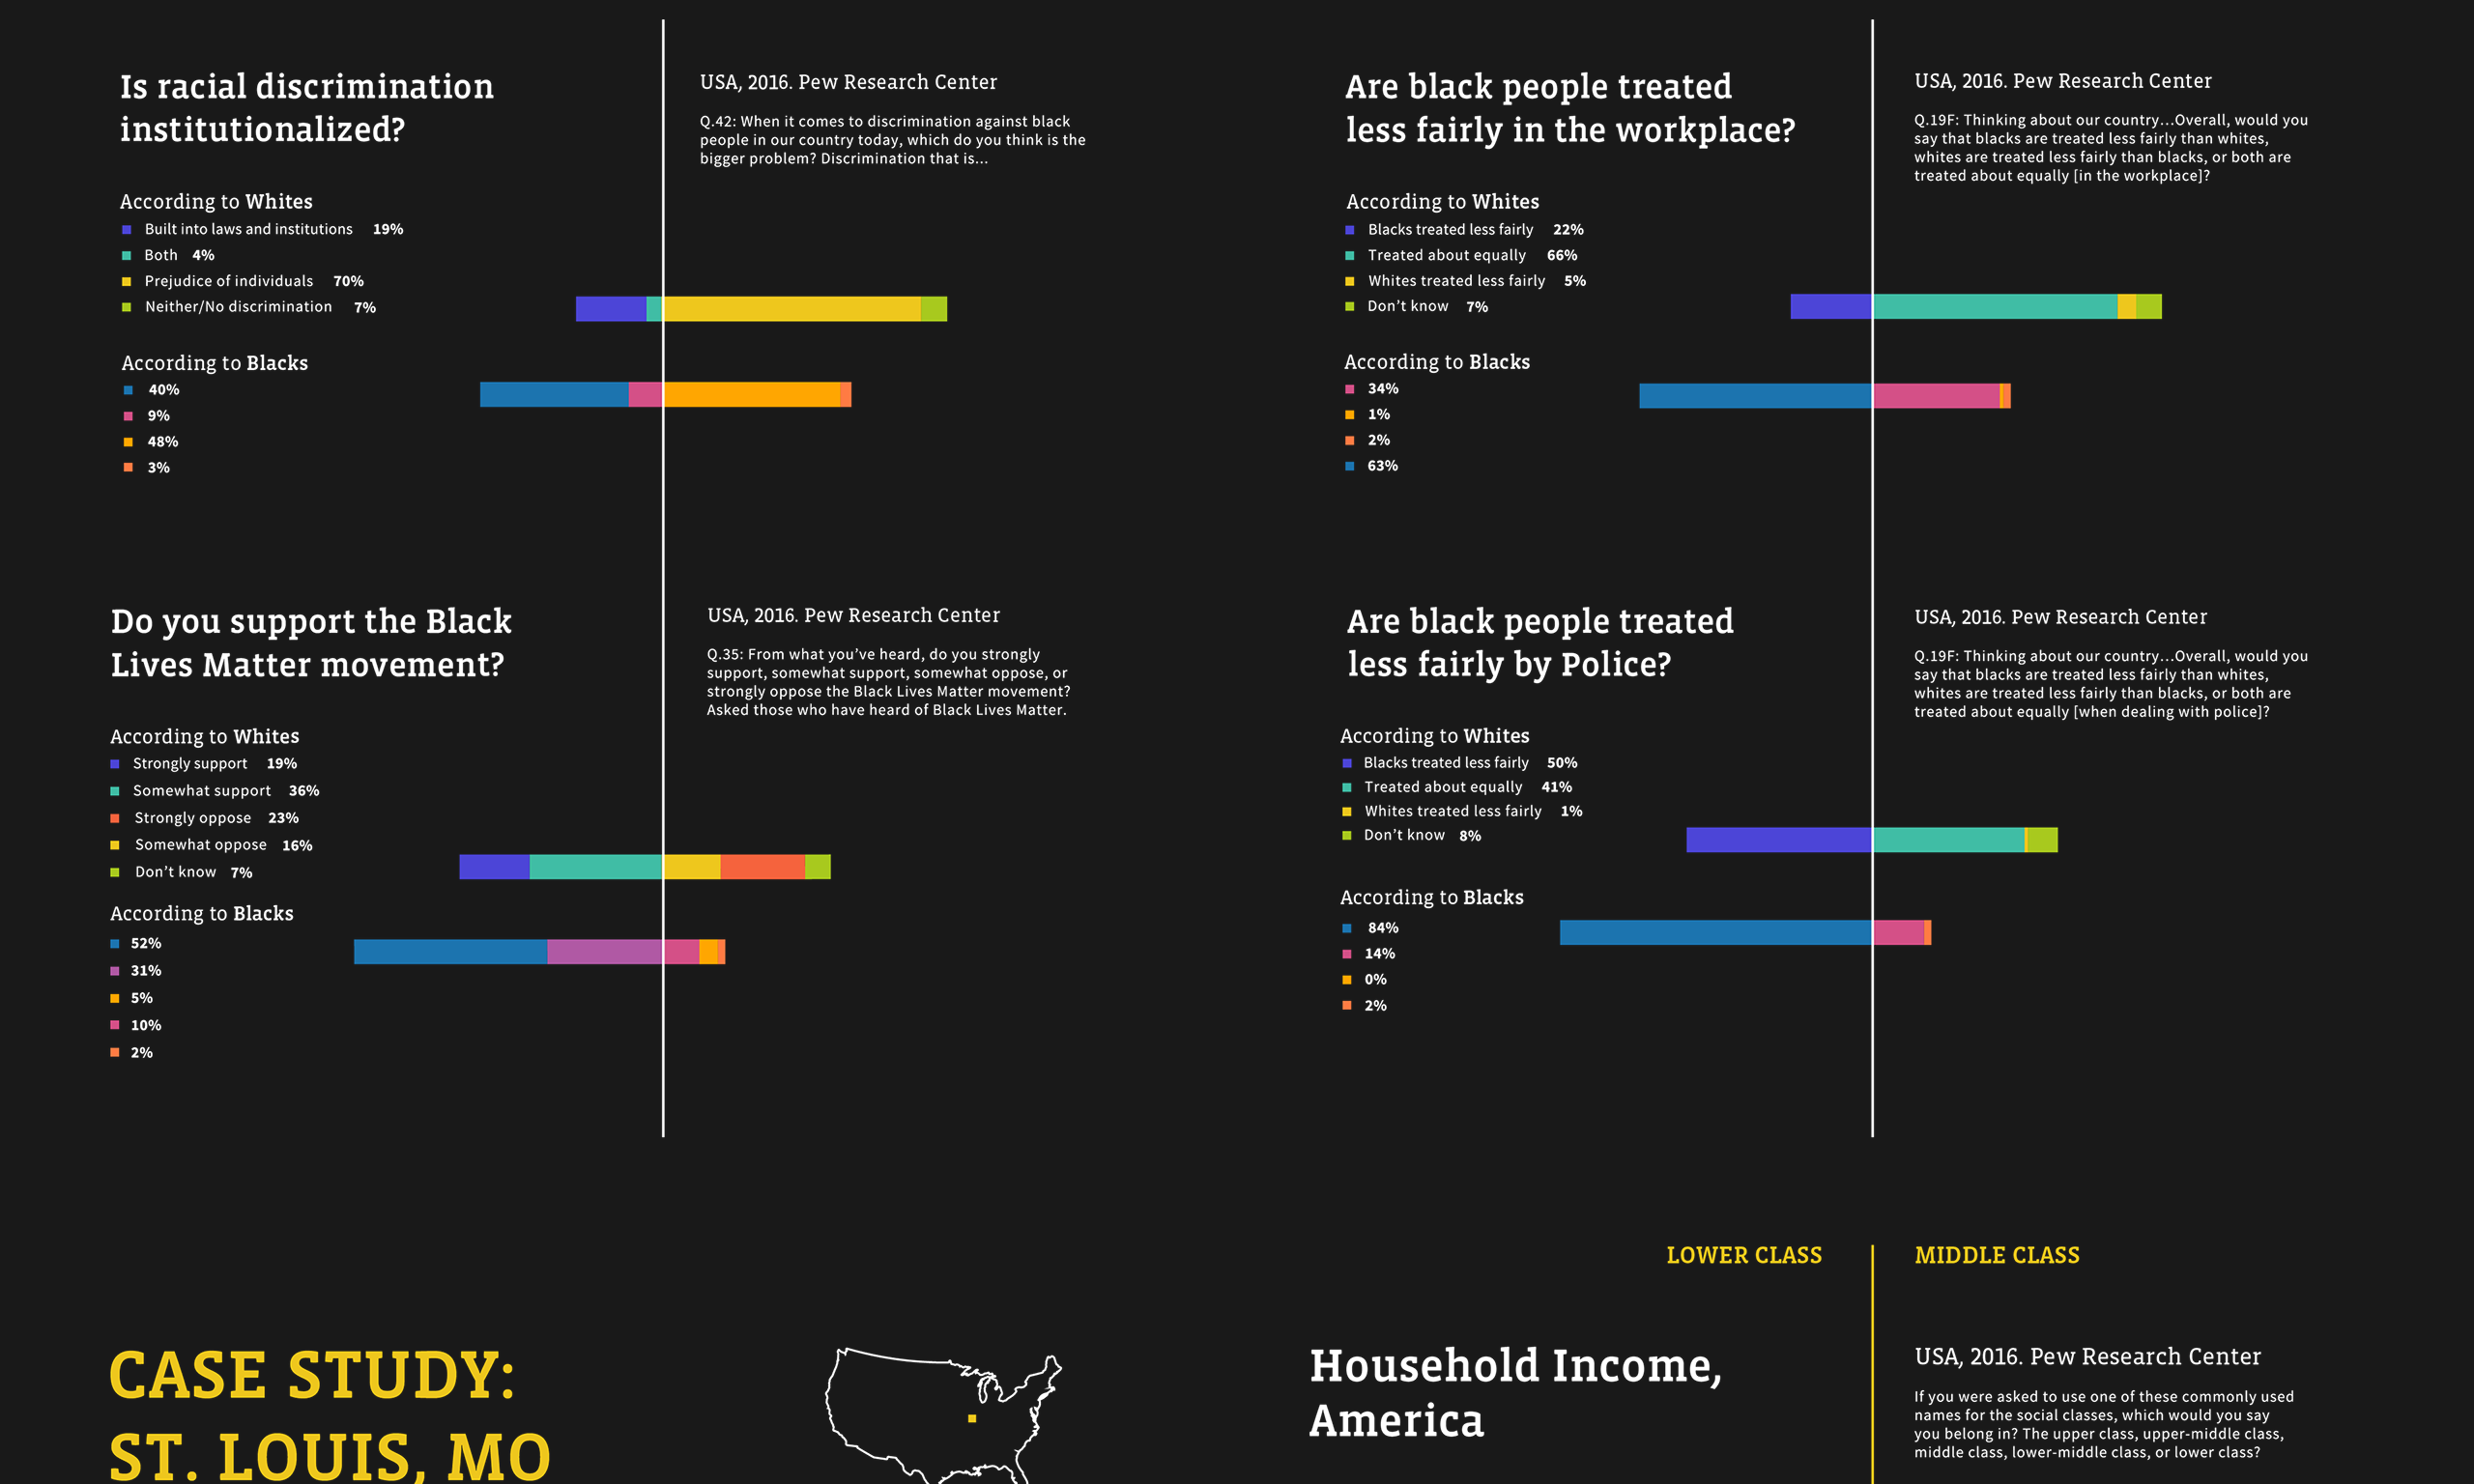 Is racial discrimination
institutionalized?
USA, 2016. Pew Research Center
Q.42: When it comes to discrimination against black
people in our country today, which do you think is the
bigger problem? Discrimination that is...
According to Whites
Built into laws and institutions 19%
Both 4%
Prejudice of individuals 70%
Neither/No discrimination 7%
According to Blacks
40%
9%
48%
3%
Are black people treated
less fairly in the workplace?
USA, 2016. Pew Research Center
Q.19F: Thinking about our country...Overall, would you
say that blacks are treated less fairly than whites,
whites are treated less fairly than blacks, or both are
treated about equally [in the workplace]?
According to Whites
Blacks treated less fairly 22%
Treated about equally 66%
Whites treated less fairly 5%
Don't know 7%
According to Blacks
34%
1%
2%
63%
Do you support the Black
Lives Matter movement?
USA, 2016. Pew Research Center
Q.35: From what you've heard, do you strongly
support, somewhat support, somewhat oppose, or
strongly oppose the Black Lives Matter movement?
Asked those who have heard of Black Lives Matter.
According to Whites
Strongly support 19%
Somewhat support 36%
Strongly oppose 23%
Somewhat oppose 16%
Don't know 7%
According to Blacks
52%
31%
5%
10%
2%
Are black people treated
less fairly by Police?
USA, 2016. Pew Research Center
Q.19F: Thinking about our country...Overall, would you
say that blacks are treated less fairly than whites,
whites are treated less fairly than blacks, or both are
treated about equally [when dealing with police]?
According to Whites
Blacks treated less fairly 50%
Treated about equally 41%
Whites treated less fairly 1%
Don't know 8%
According to Blacks
84%
14%
0%
2%
CASE STUDY:
ST. LOUIS, MO
LOWER CLASS
MIDDLE CLASS
Household Income,
America
USA, 2016. Pew Research Center
If you were asked to use one of these commonly used
names for the social classes, which would you say
you belong in? The upper class, upper-middle class,
middle class, lower-middle class, or lower class?